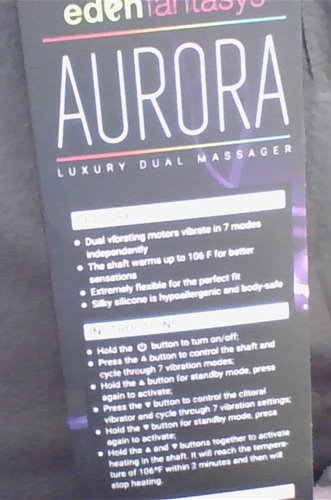 edenfantasys
AURORA
LUXURY DUAL MASSAGER
FEATURES
• Dual vibrating motors vibrate in 7 modes
independently
• The shaft warms up to 106 F for better
sensations
• Extremely flexible for the perfect fit
• Silky silicone is hypoallergenic and body-safe
INSTRUCTIONS
• Hold the ⏻ button to turn on/off;
• Press the ▲ button to control the shaft and
cycle through 7 vibration modes;
• Hold the ▲ button for standby mode, press
again to activate;
• Press the ▼ button to control the clitoral
vibrator and cycle through 7 vibration settings;
• Hold the ▼ button for standby mode, press
again to activate;
• Hold the ▲ and ▼ buttons together to activate
heating in the shaft. It will reach the tempera-
ture of 106°F within 2 minutes and then will
stop heating.